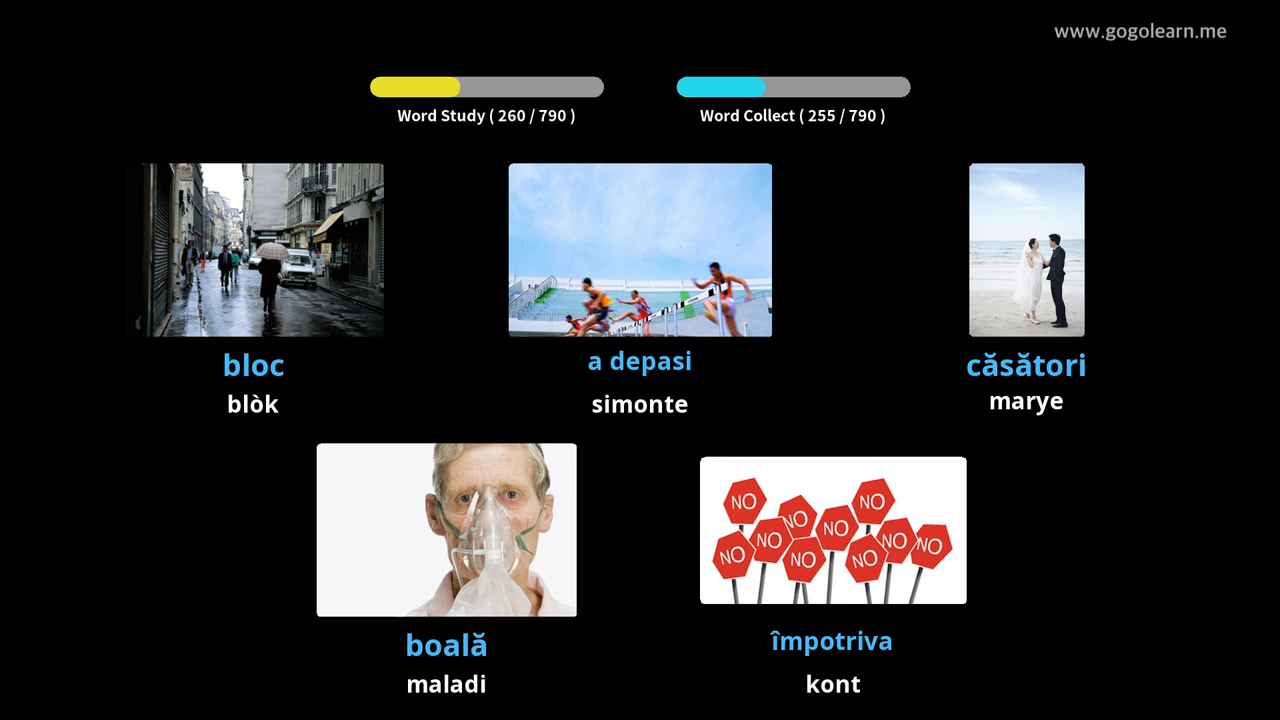 www.gogolearn.me
Word Study ( 260 / 790 )
Word Collect ( 255 / 790 )
bloc
blòk
a depasi
simonte
căsători
marye
NO
NO
NO
NO
NO
NO
NO
NO
NO
NO
boală
maladi
împotriva
kont